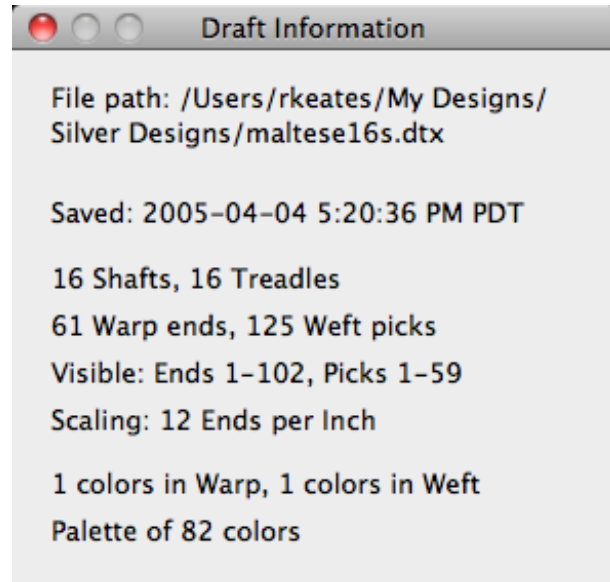 Draft Information
File path: /Users/rkeates/My Designs/
Silver Designs/maltese16s.dtx
Saved: 2005-04-04 5:20:36 PM PDT
16 Shafts, 16 Treadles
61 Warp ends, 125 Weft picks
Visible: Ends 1-102, Picks 1-59
Scaling: 12 Ends per Inch
1 colors in Warp, 1 colors in Weft
Palette of 82 colors